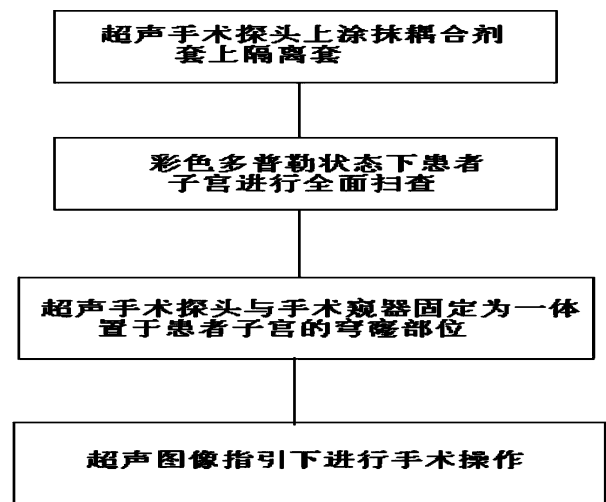 超声手术探头上涂抹耦合剂
套上隔离套
彩色多普勒状态下患者
子宫进行全面扫查
超声手术探头与手术窥器固定为一体
置于患者子宫的穹窿部位
超声图像指引下进行手术操作